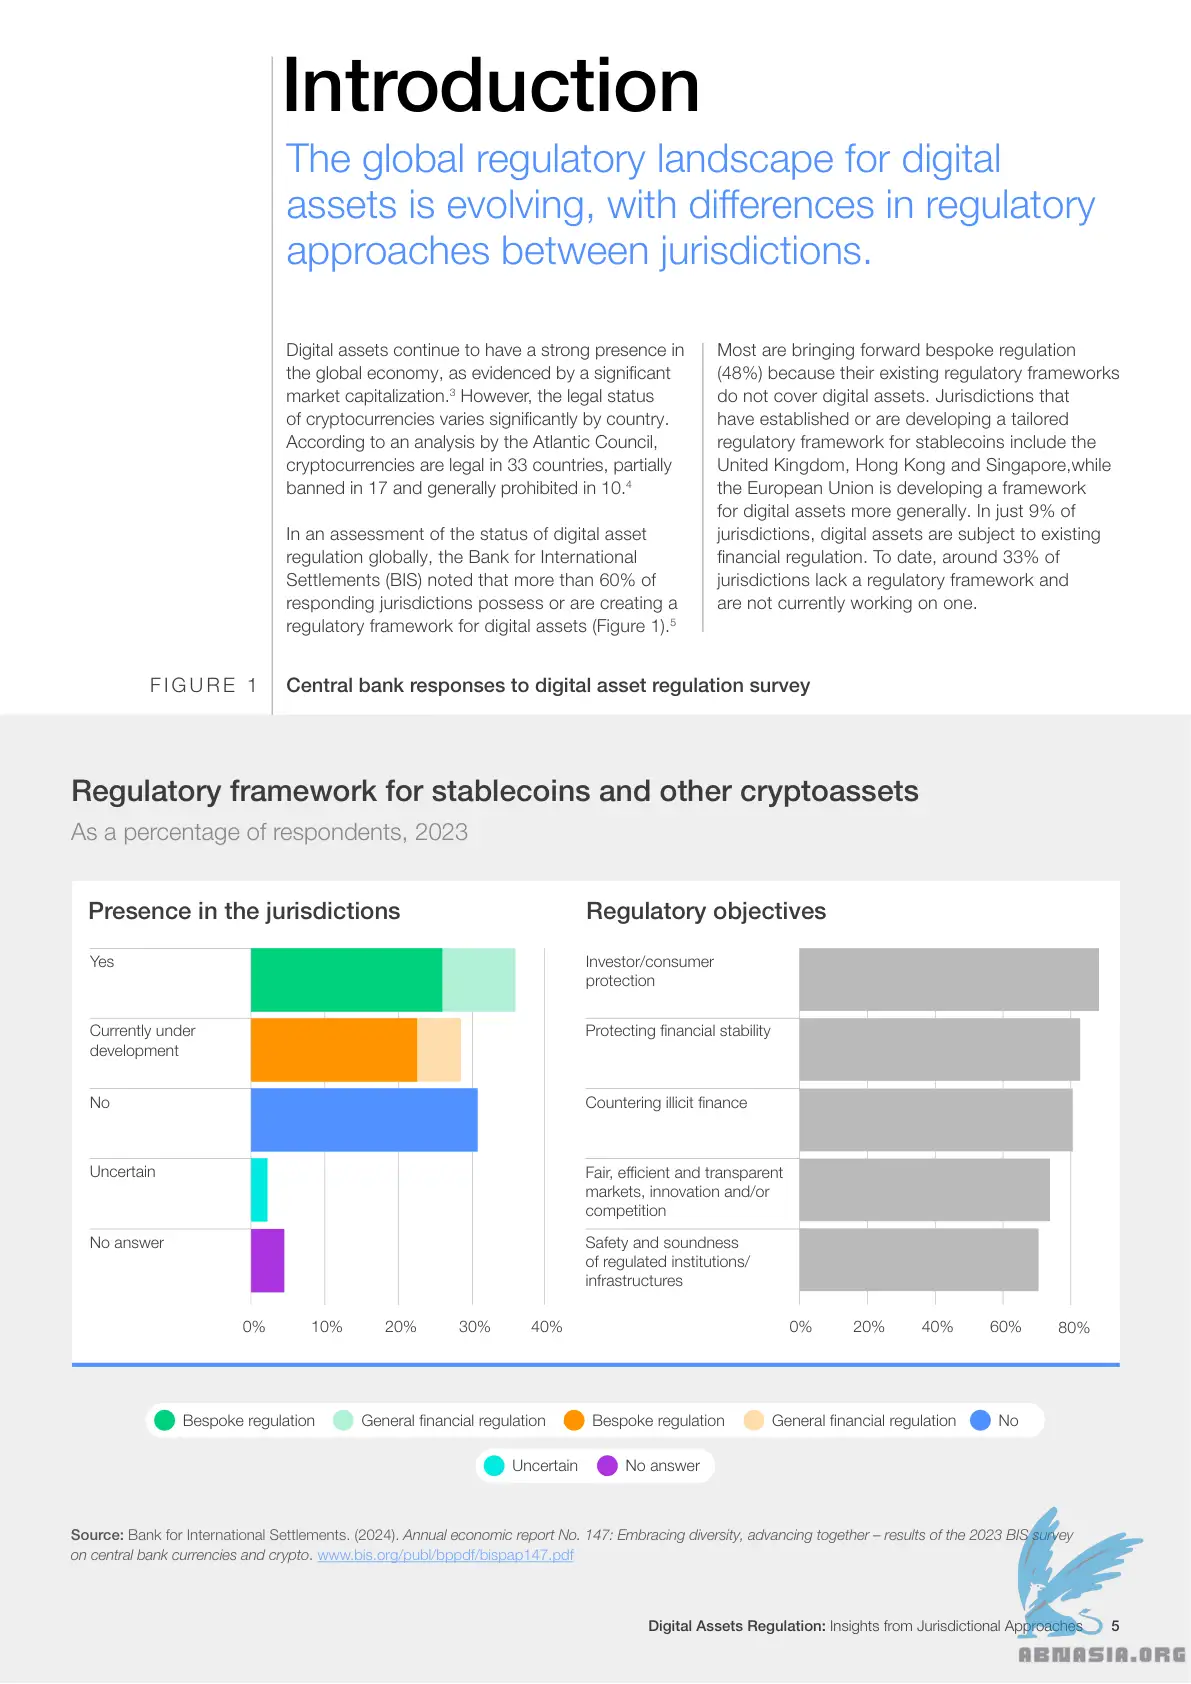 Introduction
The global regulatory landscape for digital
assets is evolving, with differences in regulatory
approaches between jurisdictions.
Digital assets continue to have a strong presence in
the global economy, as evidenced by a significant
market capitalization.3 However, the legal status
of cryptocurrencies varies significantly by country.
According to an analysis by the Atlantic Council,
cryptocurrencies are legal in 33 countries, partially
banned in 17 and generally prohibited in 10.4
In an assessment of the status of digital asset
regulation globally, the Bank for International
Settlements (BIS) noted that more than 60% of
responding jurisdictions possess or are creating a
regulatory framework for digital assets (Figure 1).5
Most are bringing forward bespoke regulation
(48%) because their existing regulatory frameworks
do not cover digital assets. Jurisdictions that
have established or are developing a tailored
regulatory framework for stablecoins include the
United Kingdom, Hong Kong and Singapore,while
the European Union is developing a framework
for digital assets more generally. In just 9% of
jurisdictions, digital assets are subject to existing
financial regulation. To date, around 33% of
jurisdictions lack a regulatory framework and
are not currently working on one.
FIGURE 1
Central bank responses to digital asset regulation survey
Regulatory framework for stablecoins and other cryptoassets
As a percentage of respondents, 2023
Presence in the jurisdictions
Yes
Currently under
development
No
Uncertain
No answer
0% 10% 20% 30% 40%
Regulatory objectives
Investor/consumer
protection
Protecting financial stability
Countering illicit finance
Fair, efficient and transparent
markets, innovation and/or
competition
Safety and soundness
of regulated institutions/
infrastructures
0% 20% 40% 60% 80%
Bespoke regulation General financial regulation Bespoke regulation General financial regulation No
Uncertain No answer
Source: Bank for International Settlements. (2024). Annual economic report No. 147: Embracing diversity, advancing together – results of the 2023 BIS survey
on central bank currencies and crypto. www.bis.org/publ/bppdf/bispap147.pdf
Digital Assets Regulation: Insights from Jurisdictional Approaches 5
ABNASIA.ORG